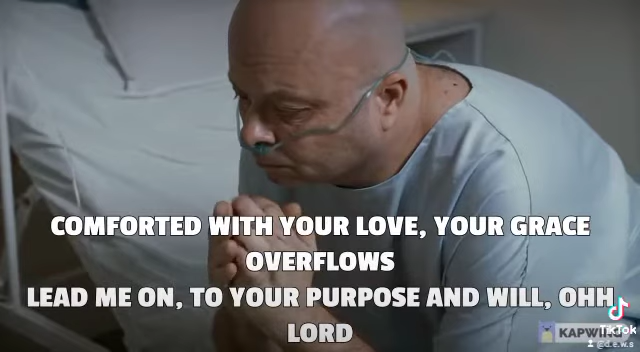 COMFORTED WITH YOUR LOVE, YOUR GRACE
OVERFLOWS
LEAD ME ON, TO YOUR PURPOSE AND WILL, OHH
LORD
TikTok
KAPWING
@d.e.w.s